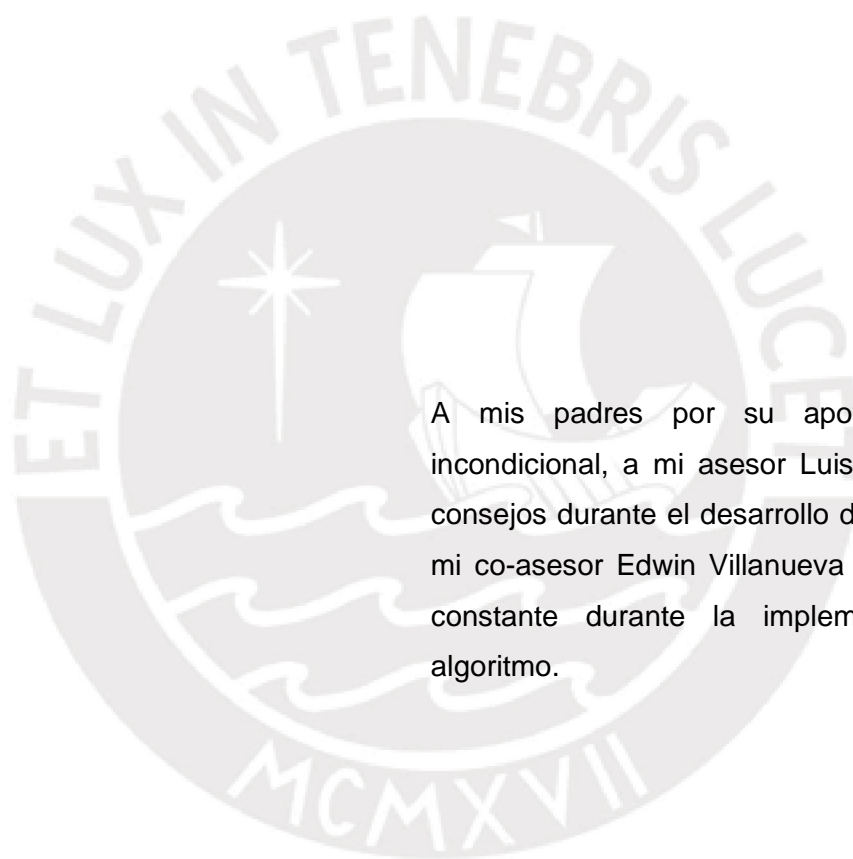 ET LUX IN TENEBRIS LUCET
A mis padres por su apo
incondicional, a mi asesor Luis
consejos durante el desarrollo d
mi co-asesor Edwin Villanueva
constante durante la implem
algoritmo.
MCMXVII